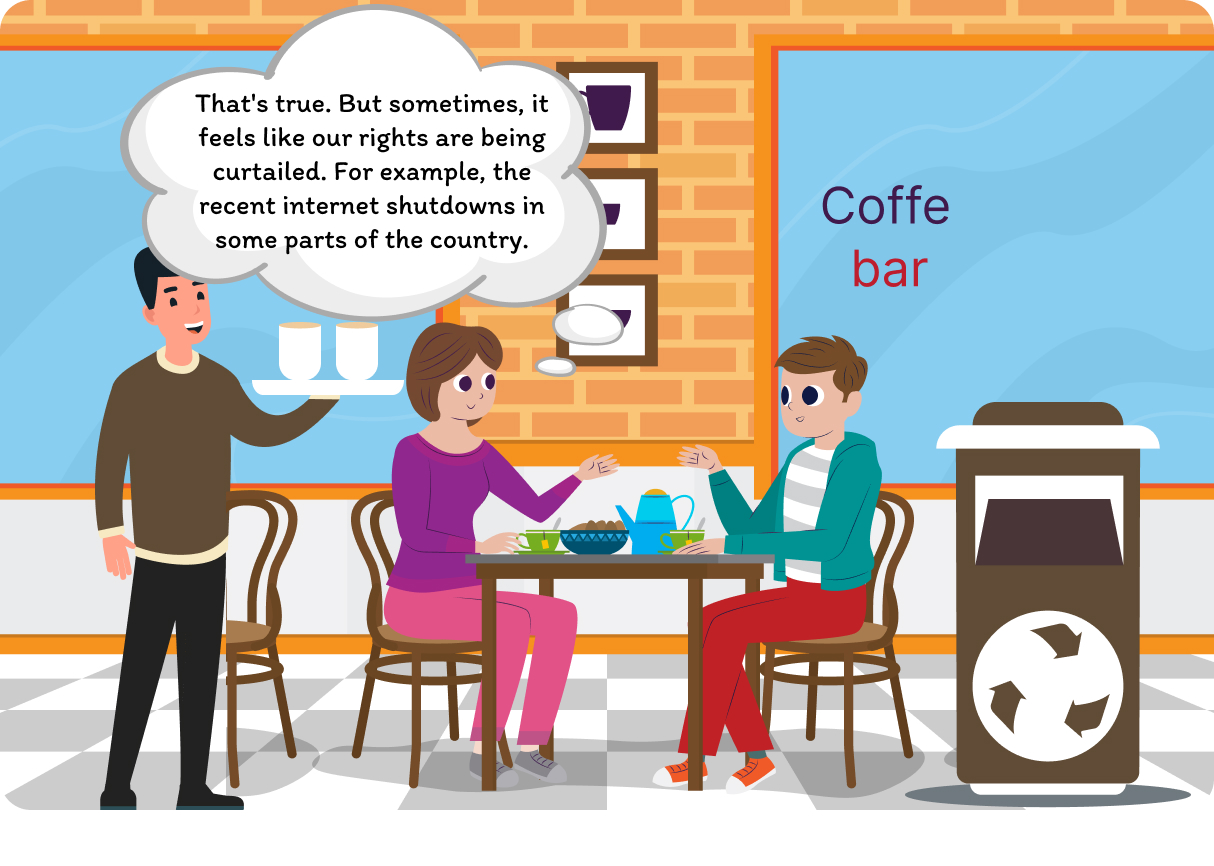 That's true. But sometimes, it
feels like our rights are being
curtailed. For example, the
recent internet shutdowns in
some parts of the country.
Coffe
bar